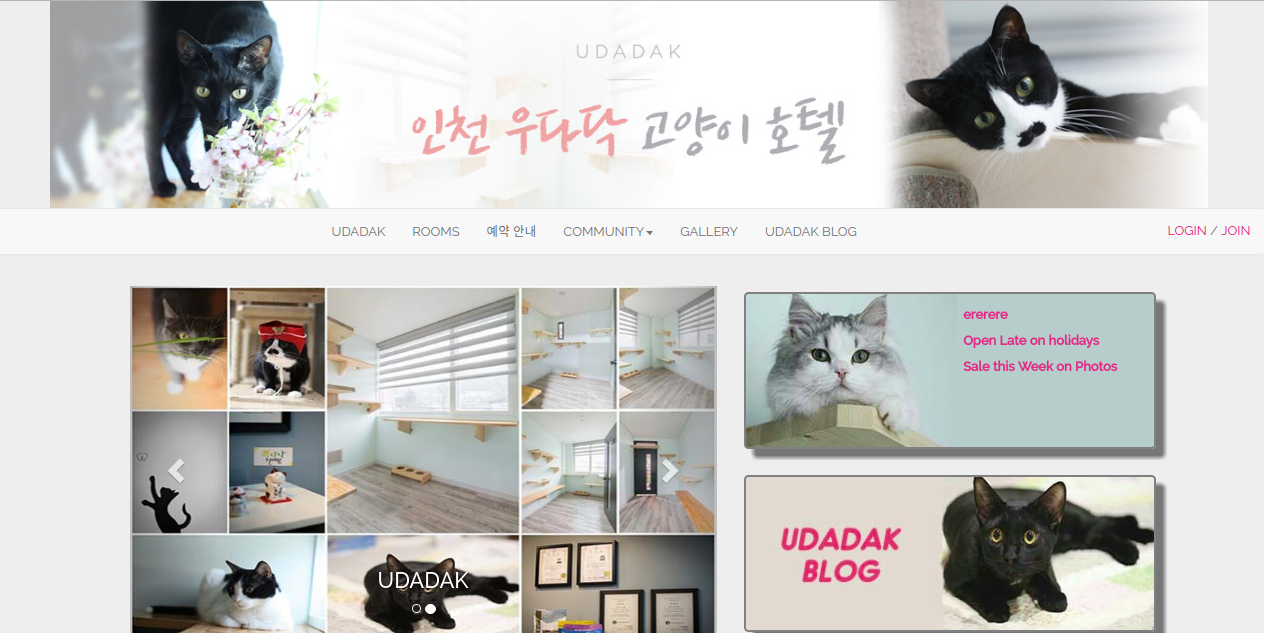 UDADAK
인천 우다닥 고양이 호텔
UDADAK ROOMS 예약 안내 COMMUNITY GALLERY UDADAK BLOG LOGIN / JOIN
UDADAK
ererere
Open Late on holidays
Sale this Week on Photos
UDADAK
BLOG